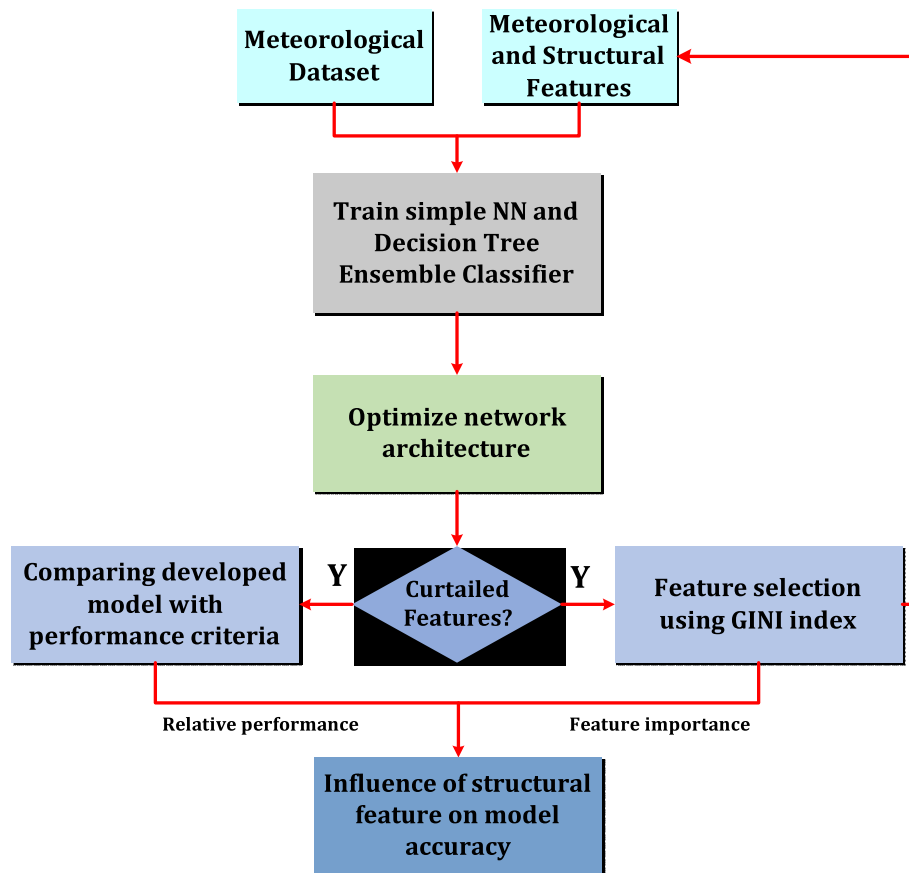 Meteorological
Dataset
Meteorological
and Structural
Features
Train simple NN and
Decision Tree
Ensemble Classifier
Optimize network
architecture
Comparing developed
model with
performance criteria
Y
Curtailed
Features?
Y
Feature selection
using GINI index
Relative performance
Feature importance
Influence of structural
feature on model
accuracy